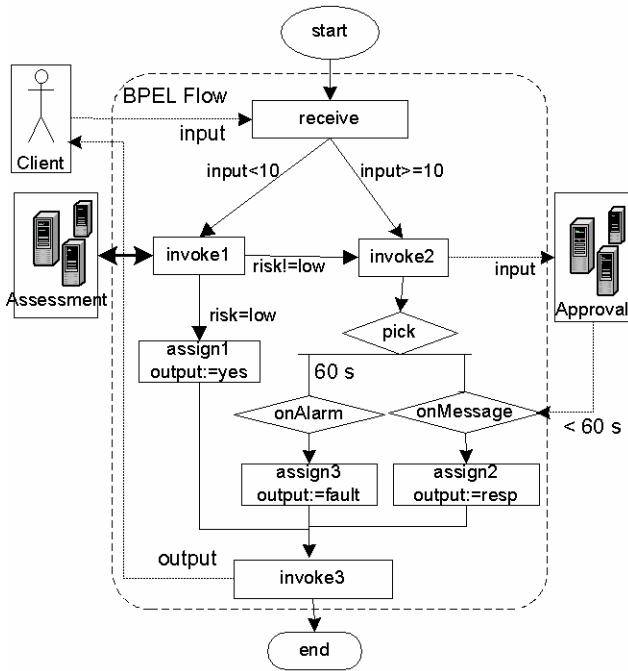 start
BPEL Flow
receive
input
Client
input<10
input>=10
invoke1
risk!=low
invoke2
input
Assessment
Approval
risk=low
pick
assign1
output:=yes
60 s
onAlarm
onMessage
< 60 s
assign3
output:=fault
assign2
output:=resp
output
invoke3
end